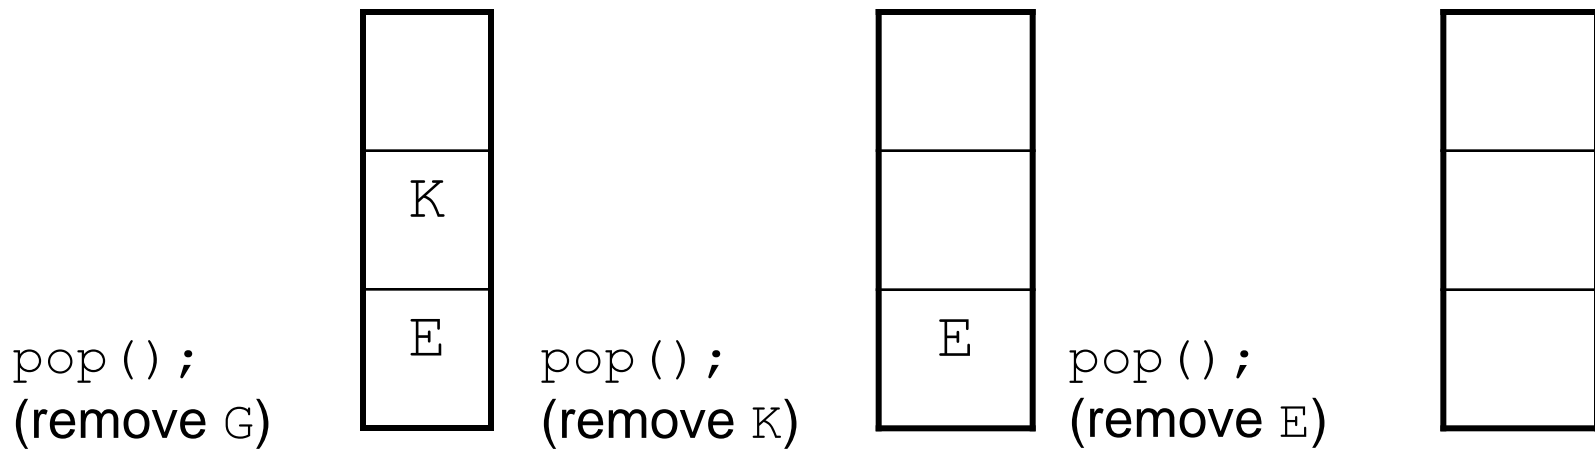 K
E
pop();
(remove G)
E
pop();
(remove K)
pop();
(remove E)